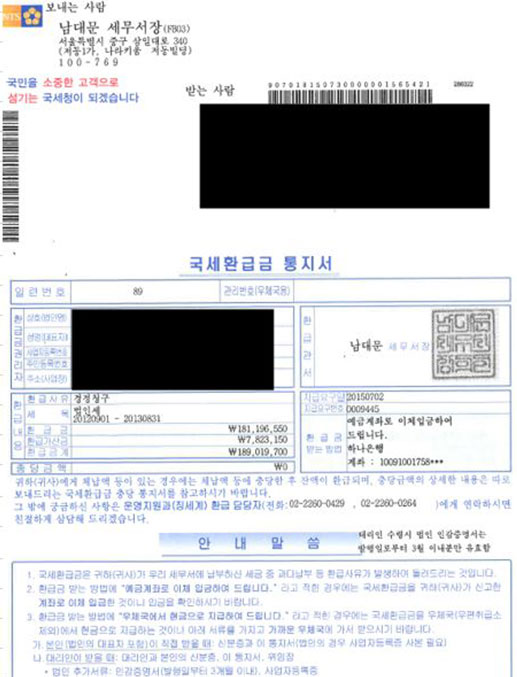 NTS
보내는 사람
남대문 세무서장(FB03)
서울특별시 중구 삼일대로 340
(저동1가, 나라키움 저동빌딩)
100-769
국민을 소중한 고객으로
섬기는 국세청이 되겠습니다
받는 사람
9070181507030000001565421
286322
국세환급금 통지서
일련번호 89 관리번호(우체국용)
환급금권리자
상호(법인명)
성명(대표자)
사업자등록번호
주민등록번호
주소(사업장)
환급관서
남대문 세무서장
환급내용
환급사유 경정청구
세목 법인세
20120901 - 20130831
환급금 ₩181,196,550
환급가산금 ₩7,823,150
환급금계 ₩189,019,700
충당금액 ₩0
지급요구일 20150702
지급요구번호 0009445
환급금 받는방법
예금계좌로 이체입금하여
드립니다.
하나은행
계좌 : 10091001758***
귀하(귀사)에게 체납액 등이 있는 경우에는 체납액 등에 충당한 후 잔액이 환급되며, 충당금액의 상세한 내용은 따로
보내드리는 국세환급금 충당 통지서를 참고하시기 바랍니다.
그 밖에 궁금하신 사항은 운영지원과(징세계) 환급 담당자(전화:02-2260-0429 , 02-2260-0264 )에게 연락하시면
친절하게 상담해 드리겠습니다.
안 내 말 씀
대리인 수령시 법인 인감증명서는
발행일로부터 3월 이내분만 유효함
1. 국세환급금은 귀하(귀사)가 우리 세무서에 납부하신 세금 중 과다납부 등 환급사유가 발생하여 돌려드리는 것입니다.
2. 환급금 받는 방법에 "예금계좌로 이체 입금하여 드립니다." 라고 적힌 경우에는 국세환급금을 귀하(귀사)가 신고한
계좌로 이체 입금한 것이니 입금을 확인하시기 바랍니다.
3. 환급금 받는 방법에 "우체국에서 현금으로 지급하여 드립니다." 라고 적힌 경우에는 국세환급금을 우체국(우편취급소
제외)에서 현금으로 지급하는 것이니 아래 서류를 가지고 가까운 우체국에 가서 받으시기 바랍니다.
가. 본인(법인의 대표자 포함)이 직접 받을 때: 신분증과 이 통지서(법인의 경우 사업자등록증 사본 필요)
나. 대리인이 받을 때: 대리인과 본인의 신분증, 이 통지서, 위임장
* 법인 추가서류: 인감증명서(발행일부터 3개월 이내), 사업자등록증